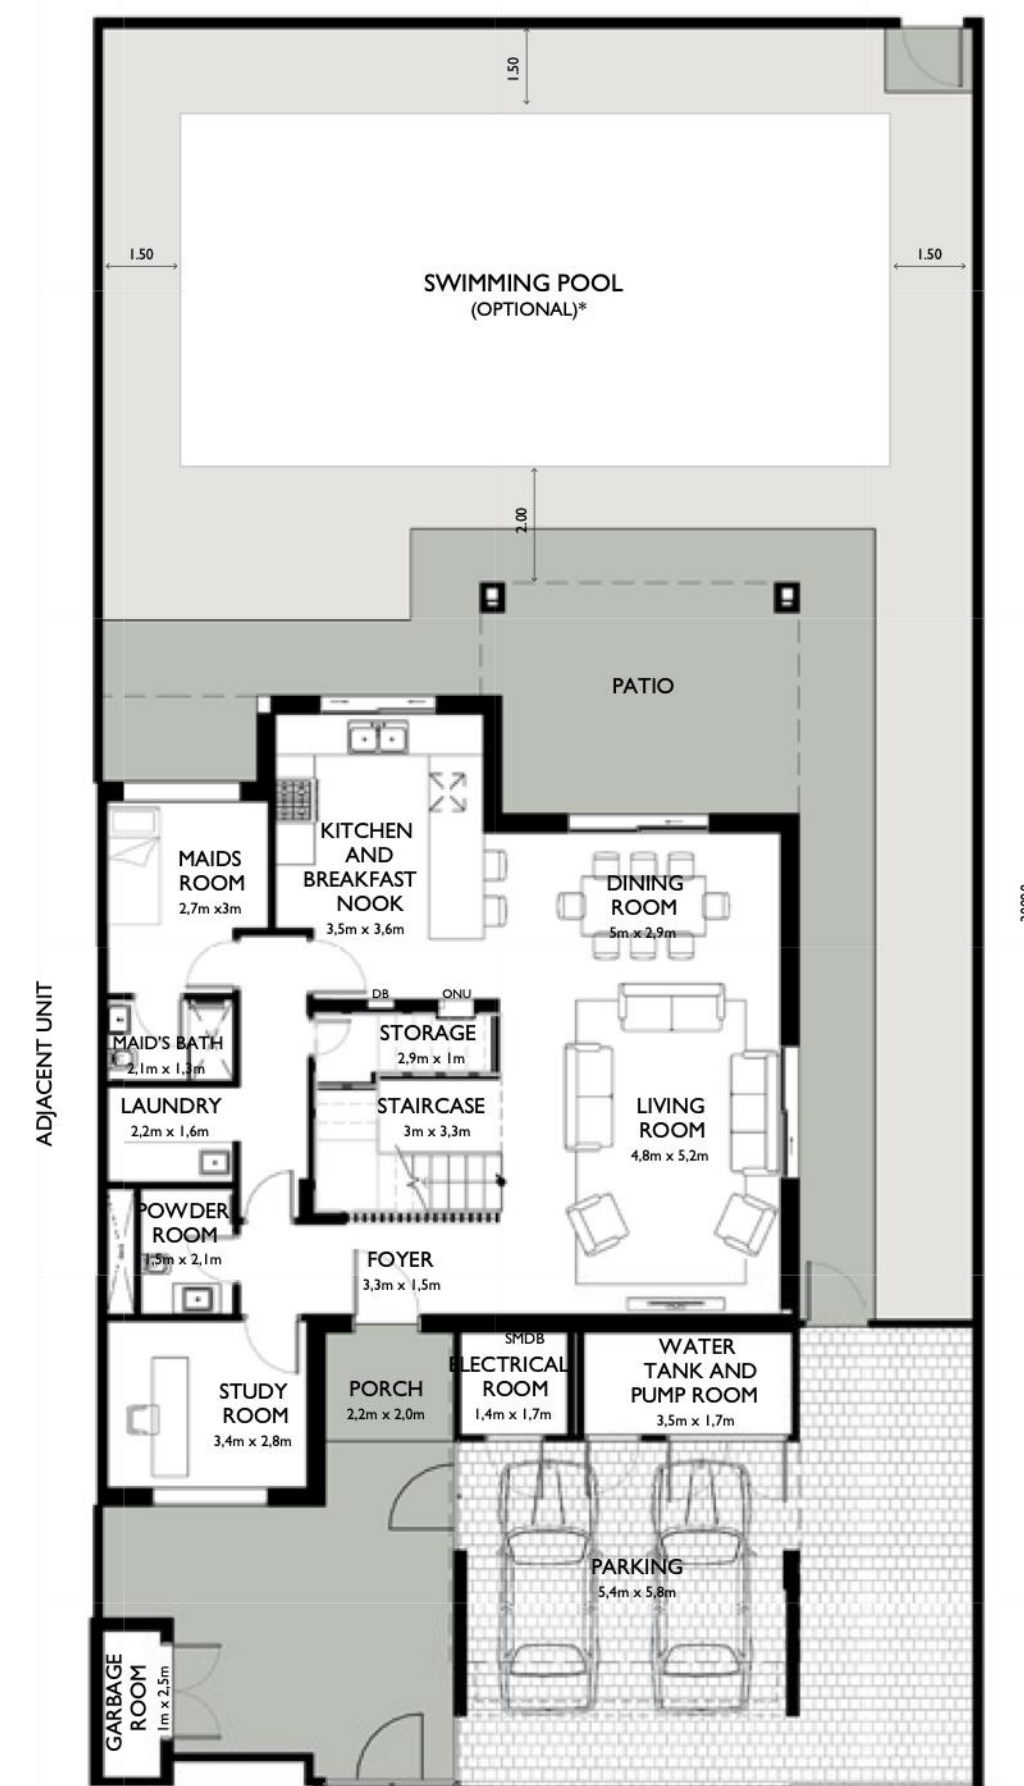 1.50
1.50
1.50
SWIMMING POOL
(OPTIONAL)*
2.00
PATIO
KITCHEN
AND
BREAKFAST
NOOK
3,5m x 3,6m
MAIDS
ROOM
2,7m x3m
DINING
ROOM
5m x 2,9m
DB
ONU
STORAGE
2,9m x 1m
MAID'S BATH
2,1m x 1,3m
ADJACENT UNIT
LAUNDRY
2,2m x 1,6m
STAIRCASE
3m x 3,3m
LIVING
ROOM
4,8m x 5,2m
POWDER
ROOM
1,5m x 2,1m
FOYER
3,3m x 1,5m
SMDB
ELECTRICAL
ROOM
1,4m x 1,7m
WATER
TANK AND
PUMP ROOM
3,5m x 1,7m
STUDY
ROOM
3,4m x 2,8m
PORCH
2,2m x 2,0m
PARKING
5,4m x 5,8m
GARBAGE
ROOM
1m x 2,5m